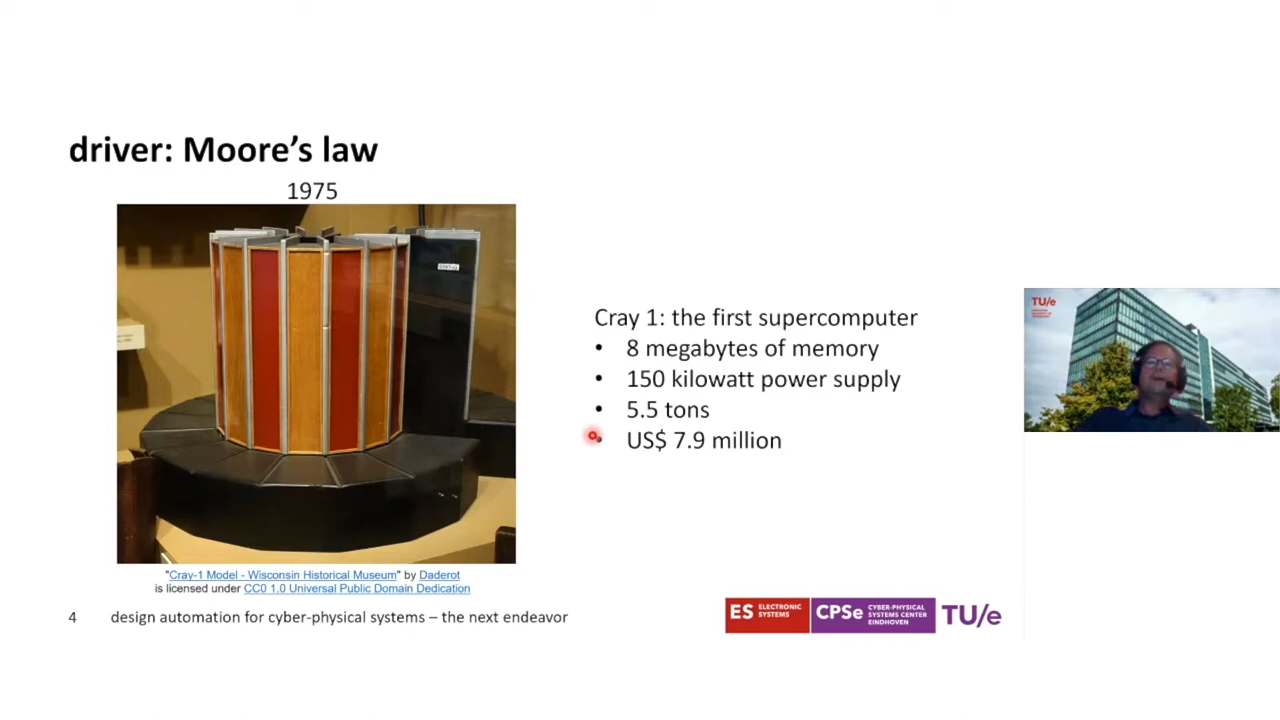 driver: Moore's law
1975
Cray 1: the first supercomputer
• 8 megabytes of memory
• 150 kilowatt power supply
• 5.5 tons
• US$ 7.9 million
"Cray-1 Model - Wisconsin Historical Museum" by Daderot
is licensed under CC0 1.0 Universal Public Domain Dedication
4 design automation for cyber-physical systems – the next endeavor
ES ELECTRONIC
SYSTEMS
CPSe CYBER-PHYSICAL
SYSTEMS CENTER
EINDHOVEN
TU/e
TU/e